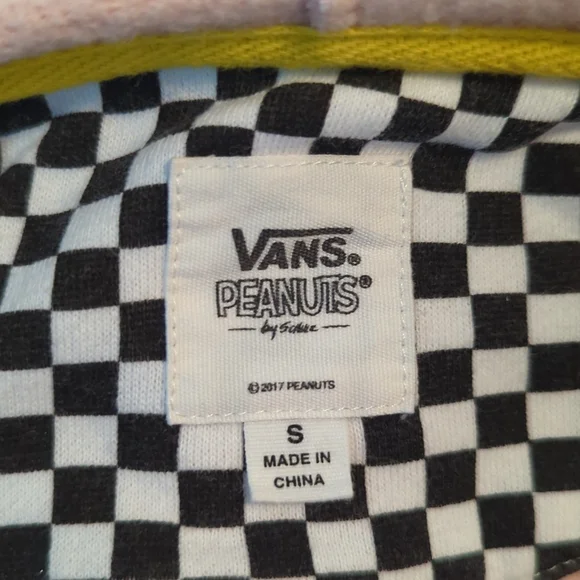 VANS®
PEANUTS®
by Schulz
© 2017 PEANUTS
S
MADE IN
CHINA